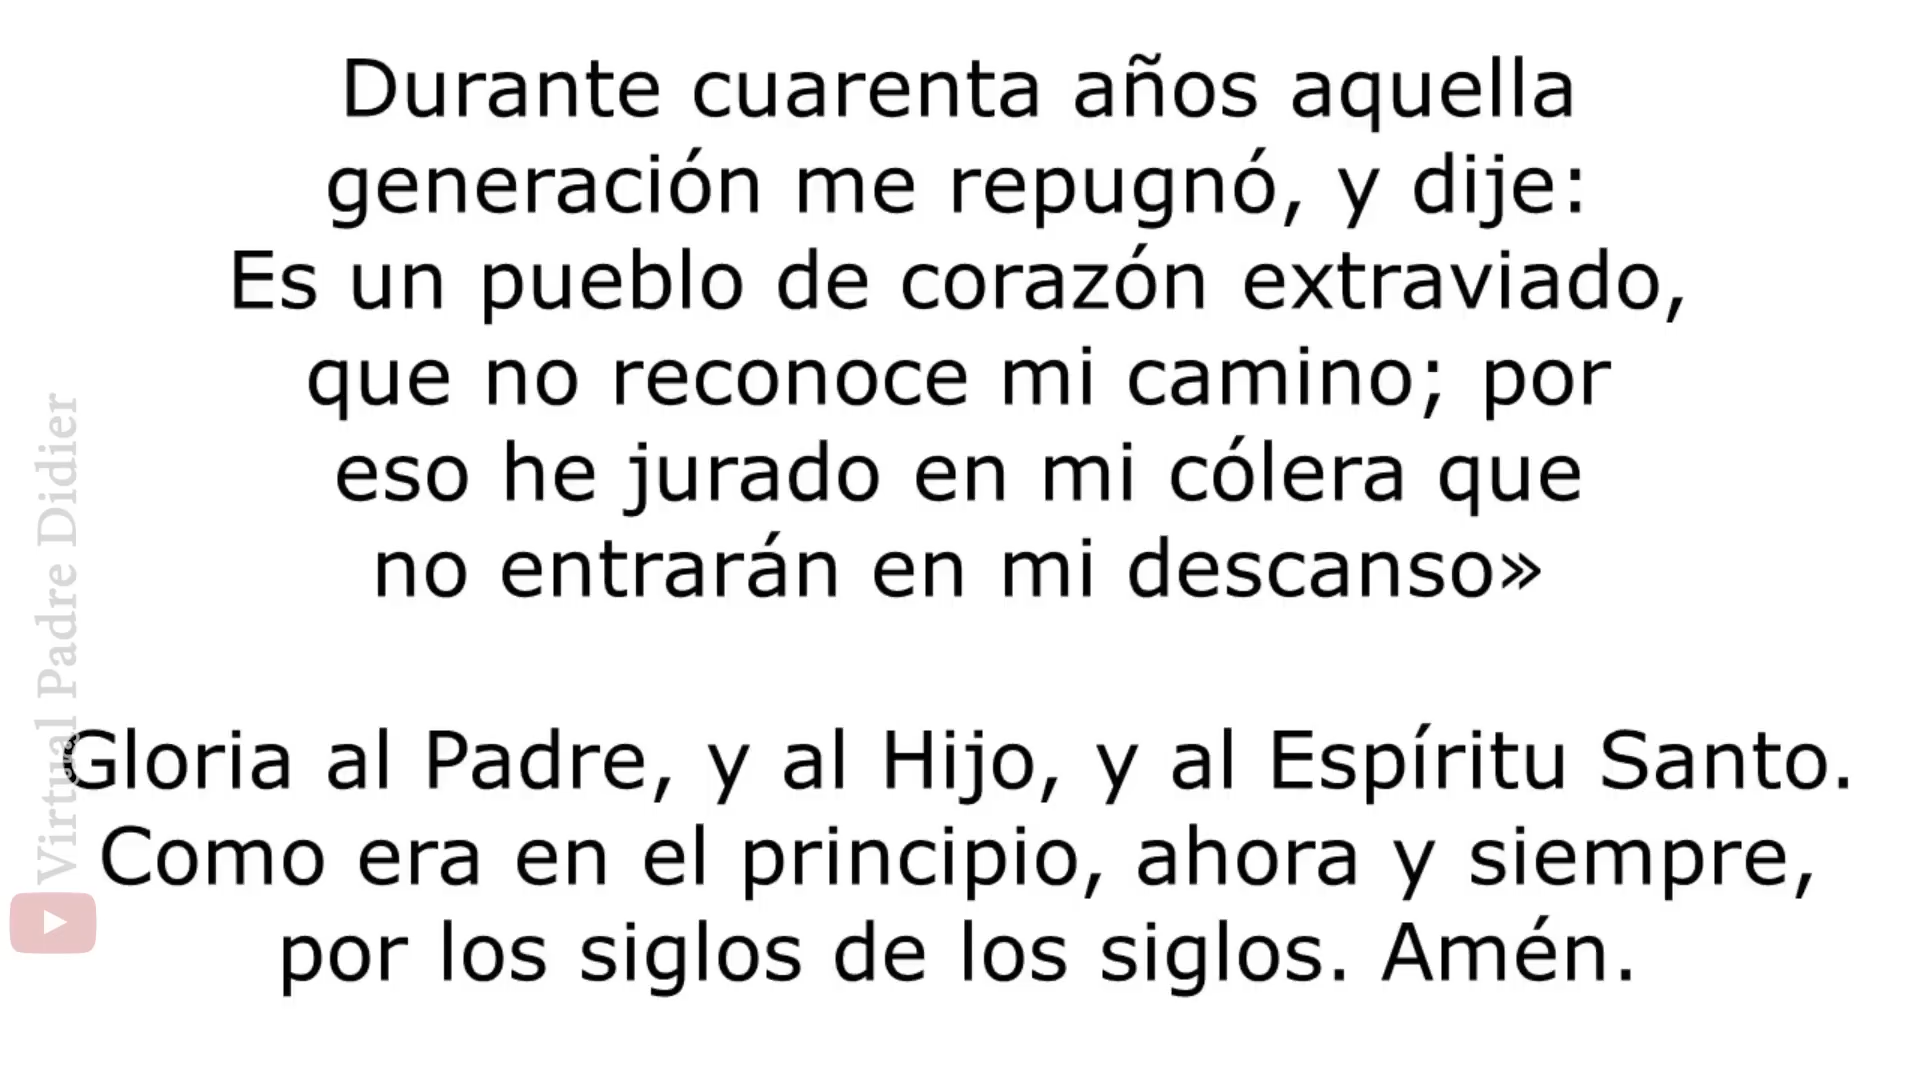 Durante cuarenta años aquella
generación me repugnó, y dije:
Es un pueblo de corazón extraviado,
que no reconoce mi camino; por
eso he jurado en mi cólera que
no entrarán en mi descanso»
Gloria al Padre, y al Hijo, y al Espíritu Santo.
Como era en el principio, ahora y siempre,
por los siglos de los siglos. Amén.
Virtual Padre Didier